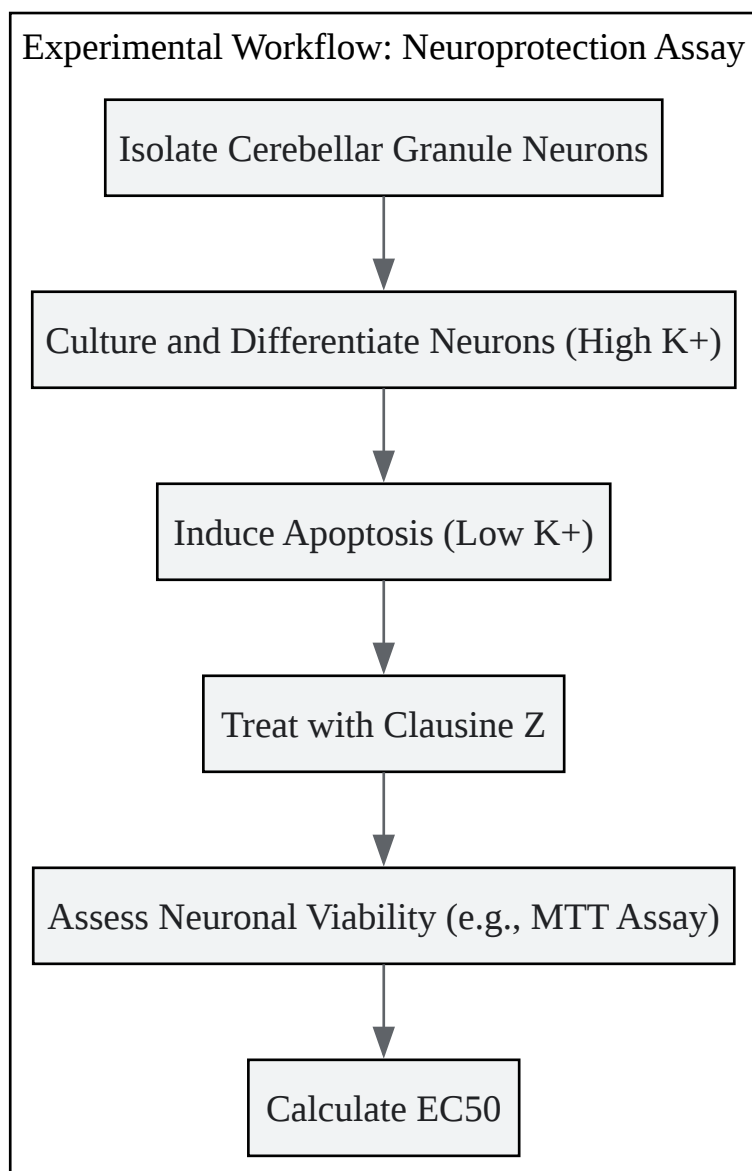 Experimental Workflow: Neuroprotection Assay
Isolate Cerebellar Granule Neurons
Culture and Differentiate Neurons (High K+)
Induce Apoptosis (Low K+)
Treat with Clausine Z
Assess Neuronal Viability (e.g., MTT Assay)
Calculate EC50